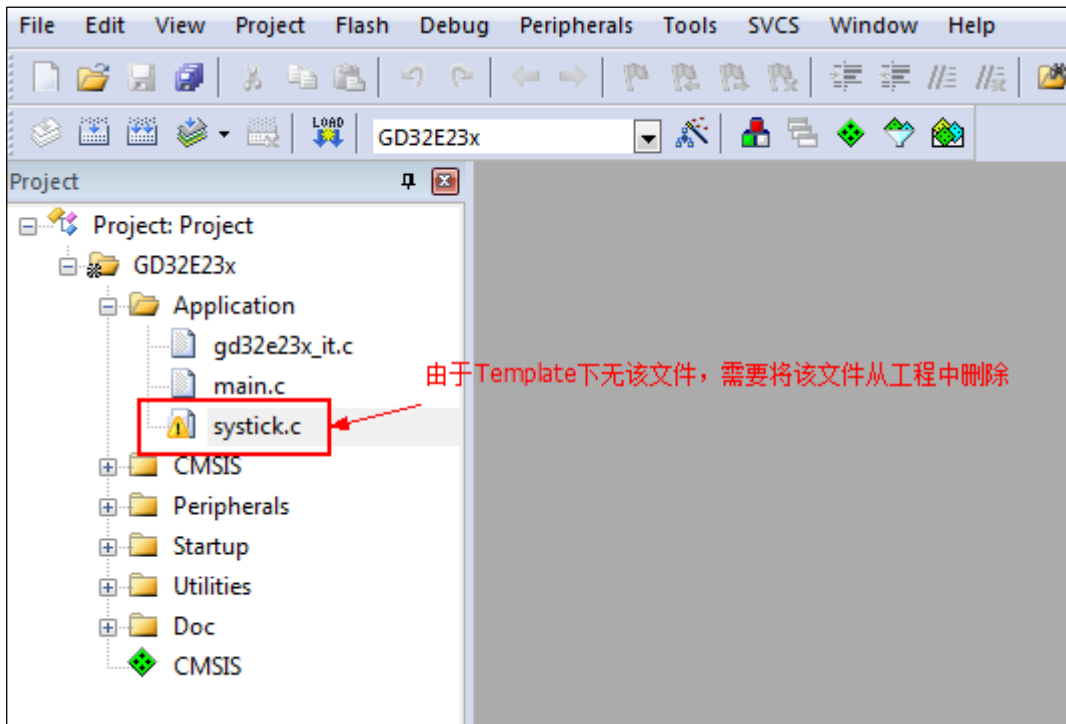 File Edit View Project Flash Debug Peripherals Tools SVCS Window Help
LOAD
GD32E23x
Project
Project: Project
GD32E23x
Application
gd32e23x_it.c
main.c
由于Template下无该文件，需要将该文件从工程中删除
systick.c
CMSIS
Peripherals
Startup
Utilities
Doc
CMSIS